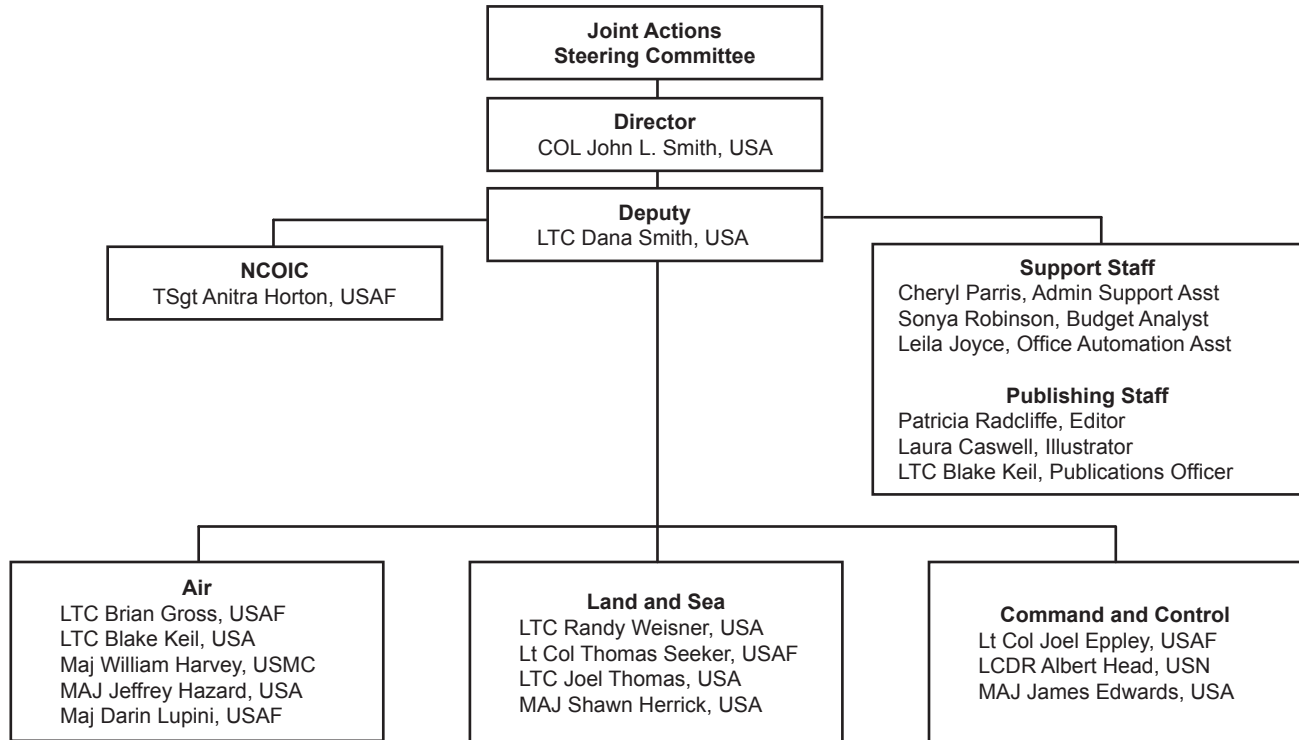 Joint Actions
Steering Committee
Director
COL John L. Smith, USA
Deputy
LTC Dana Smith, USA
NCOIC
TSgt Anitra Horton, USAF
Support Staff
Cheryl Parris, Admin Support Asst
Sonya Robinson, Budget Analyst
Leila Joyce, Office Automation Asst
Publishing Staff
Patricia Radcliffe, Editor
Laura Caswell, Illustrator
LTC Blake Keil, Publications Officer
Air
LTC Brian Gross, USAF
LTC Blake Keil, USA
Maj William Harvey, USMC
MAJ Jeffrey Hazard, USA
Maj Darin Lupini, USAF
Land and Sea
LTC Randy Weisner, USA
Lt Col Thomas Seeker, USAF
LTC Joel Thomas, USA
MAJ Shawn Herrick, USA
Command and Control
Lt Col Joel Eppley, USAF
LCDR Albert Head, USN
MAJ James Edwards, USA